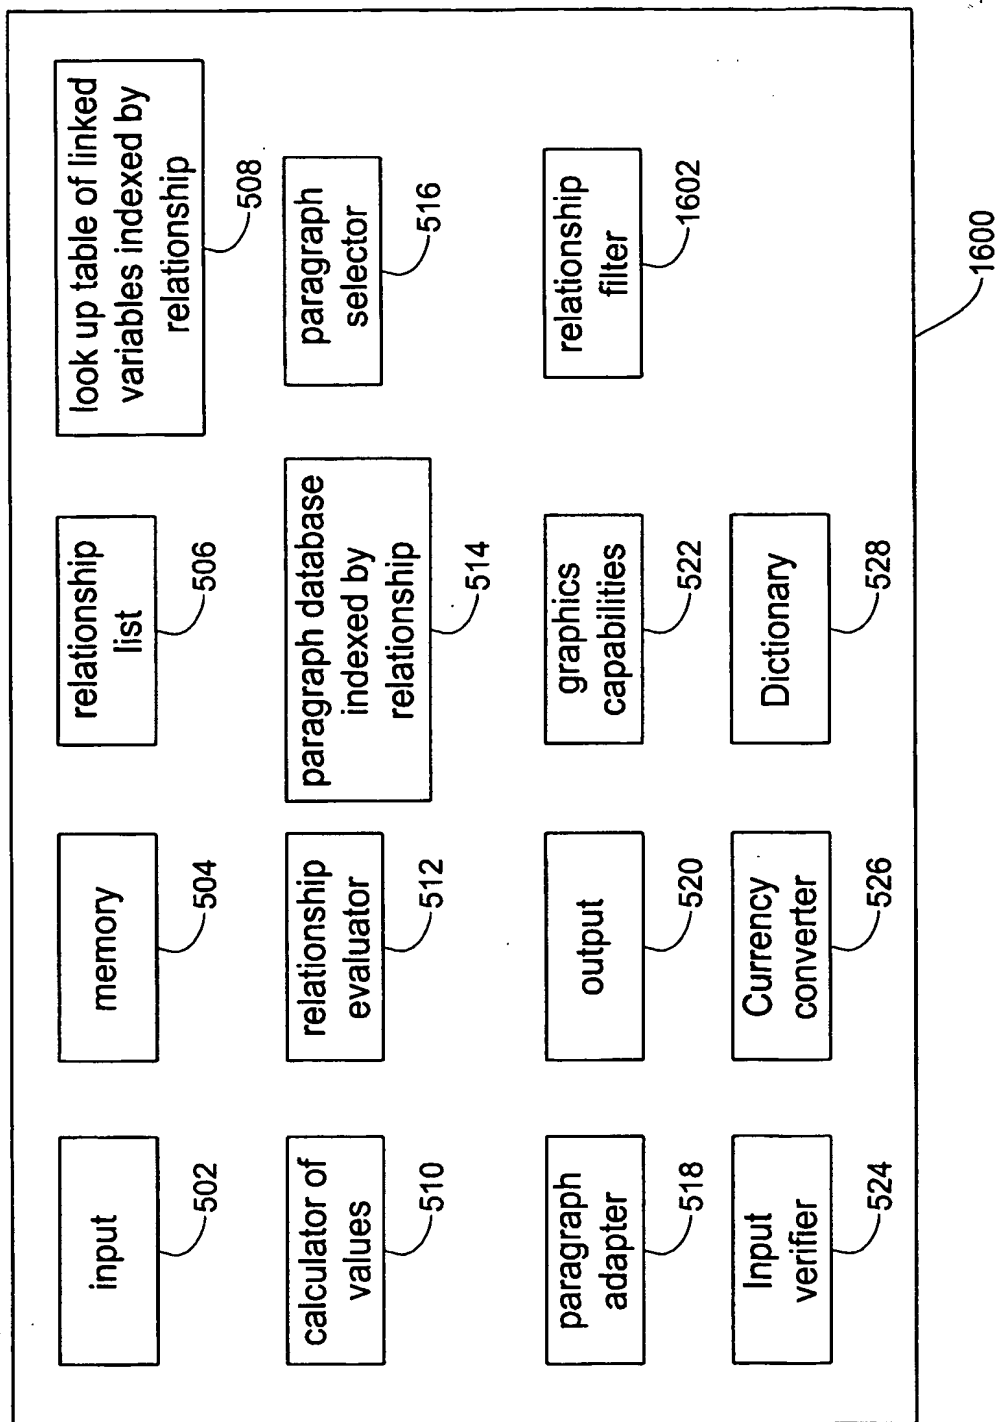 input
502
memory
504
relationship
list
506
look up table of linked
variables indexed by
relationship
508
calculator of
values
510
relationship
evaluator
512
paragraph database
indexed by
relationship
514
paragraph
selector
516
paragraph
adapter
518
output
520
graphics
capabilities
522
relationship
filter
1602
Input
verifier
524
Currency
converter
526
Dictionary
528
1600